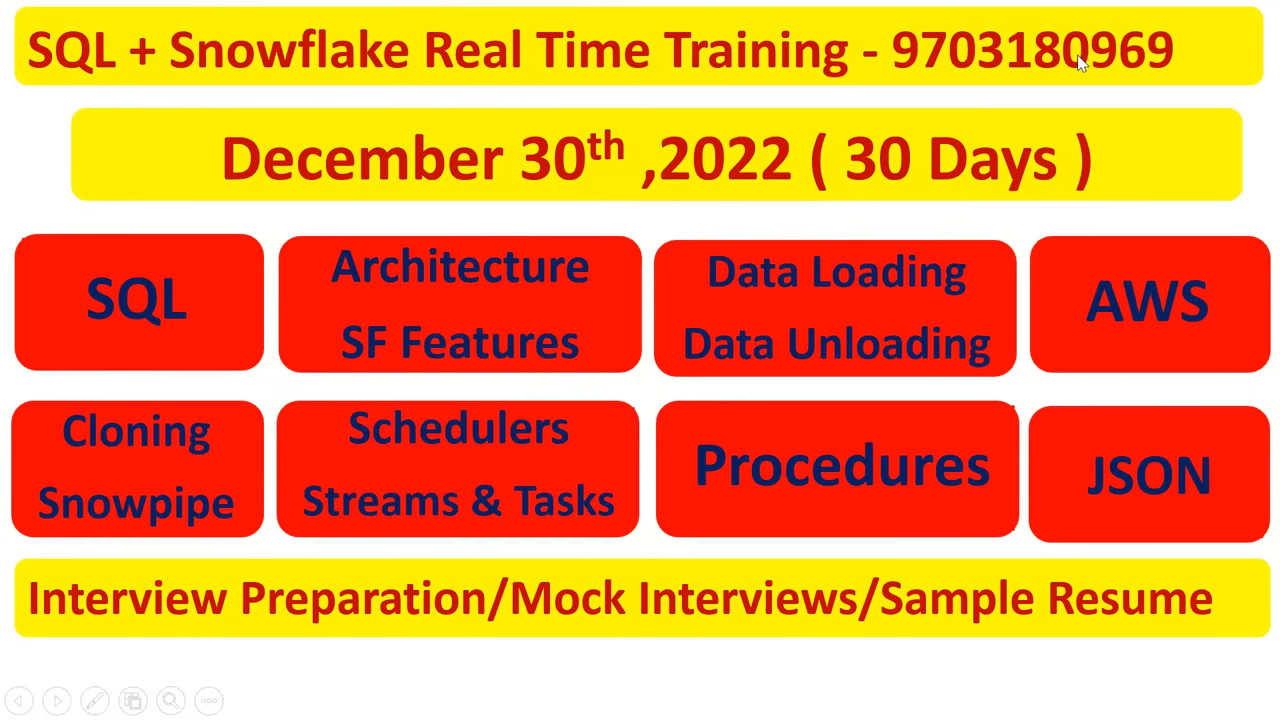 SQL + Snowflake Real Time Training - 9703180969
December 30th ,2022 ( 30 Days )
SQL
Architecture
SF Features
Data Loading
Data Unloading
AWS
Cloning
Snowpipe
Schedulers
Streams & Tasks
Procedures
JSON
Interview Preparation/Mock Interviews/Sample Resume